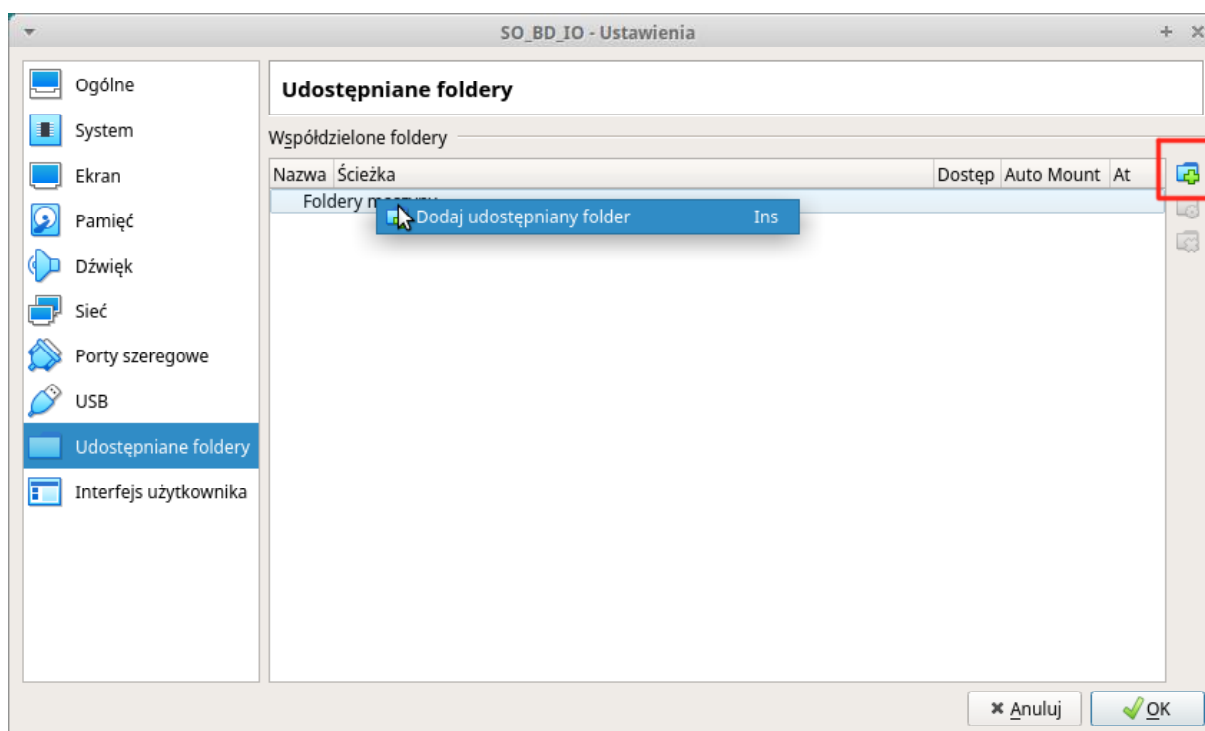 SO_BD_IO - Ustawienia
Ogólne
System
Ekran
Pamięć
Dźwięk
Sieć
Porty szeregowe
USB
Udostępniane foldery
Interfejs użytkownika
Udostępniane foldery
Współdzielone foldery
Nazwa Ścieżka Dostęp Auto Mount At
Foldery
Dodaj udostępniany folder Ins
Anuluj OK